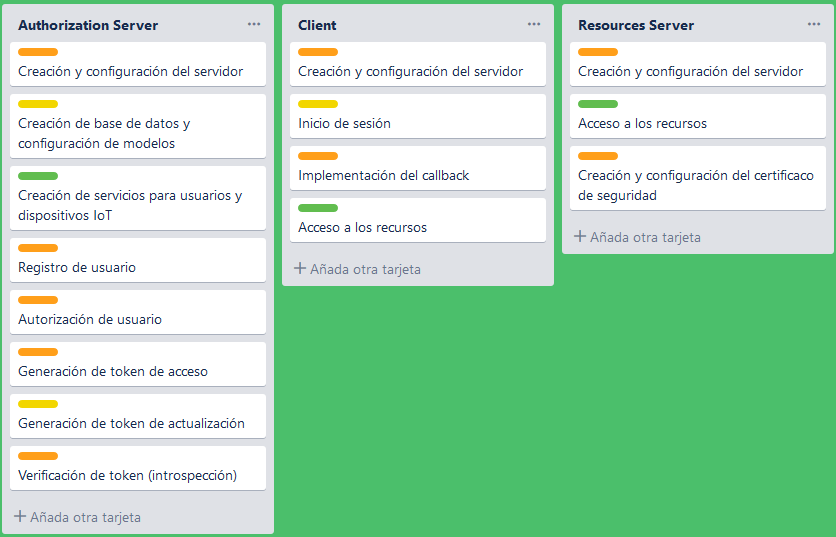 Authorization Server
Creación y configuración del servidor
Creación de base de datos y
configuración de modelos
Creación de servicios para usuarios y
dispositivos IoT
Registro de usuario
Autorización de usuario
Generación de token de acceso
Generación de token de actualización
Verificación de token (introspección)
Añada otra tarjeta
Client
Creación y configuración del servidor
Inicio de sesión
Implementación del callback
Acceso a los recursos
Añada otra tarjeta
Resources Server
Creación y configuración del servidor
Acceso a los recursos
Creación y configuración del certificaco
de seguridad
Añada otra tarjeta